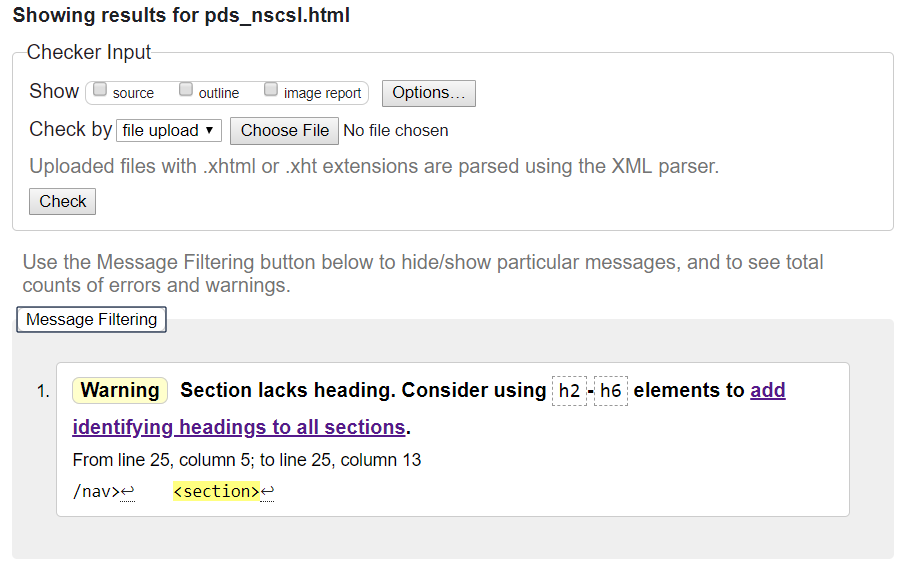 Showing results for pds_nscsl.html
Checker Input
Show source outline image report Options...
Check by file upload ▼ Choose File No file chosen
Uploaded files with .xhtml or .xht extensions are parsed using the XML parser.
Check
Use the Message Filtering button below to hide/show particular messages, and to see total
counts of errors and warnings.
Message Filtering
1. Warning Section lacks heading. Consider using h2-h6 elements to add
identifying headings to all sections.
From line 25, column 5; to line 25, column 13
/nav>↩ <section>↩